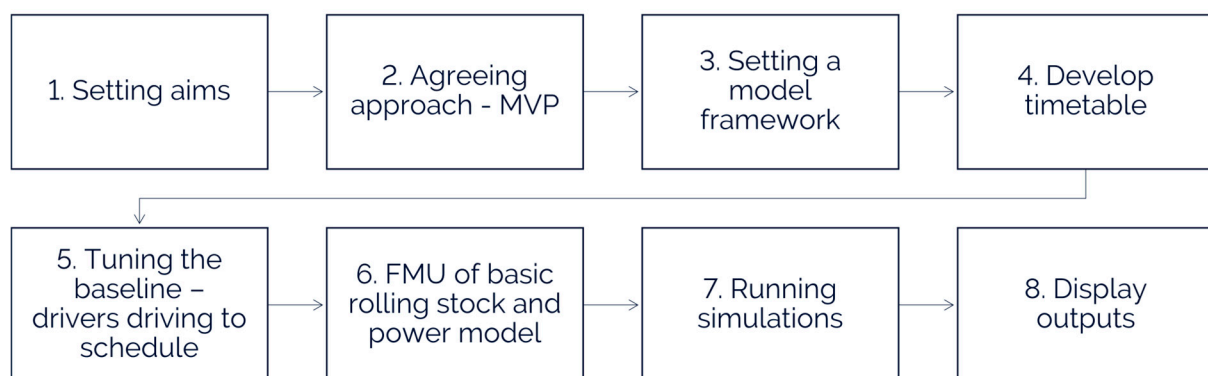 1. Setting aims
2. Agreeing
approach - MVP
3. Setting a
model
framework
4. Develop
timetable
5. Tuning the
baseline –
drivers driving to
schedule
6. FMU of basic
rolling stock and
power model
7. Running
simulations
8. Display
outputs